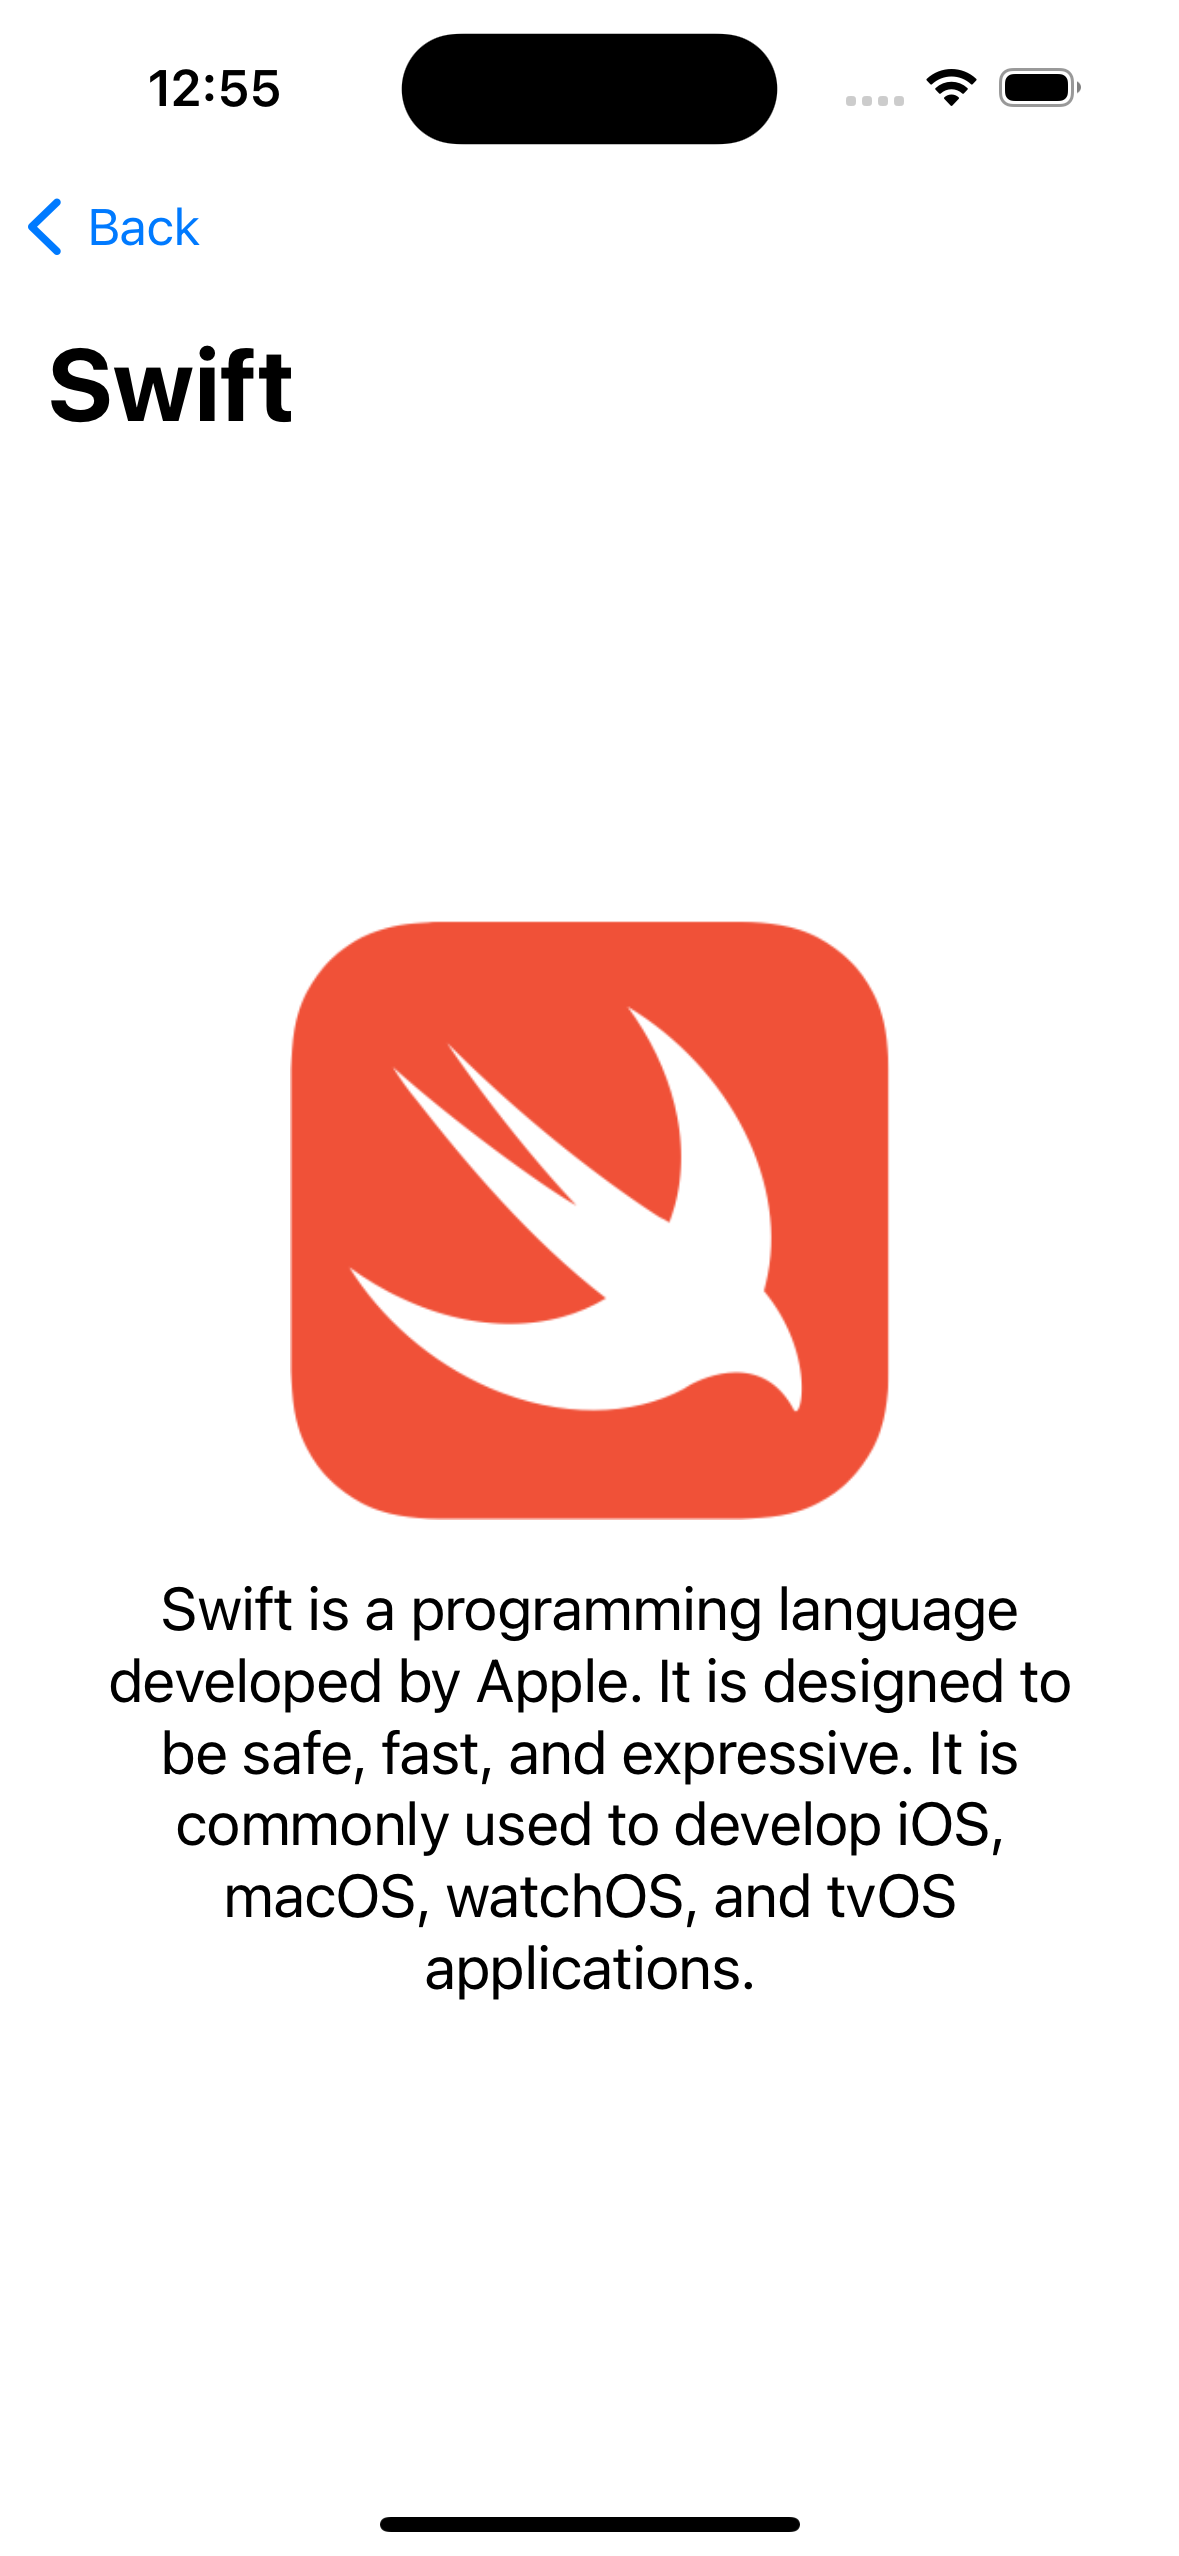 12:55
Back
Swift
Swift is a programming language
developed by Apple. It is designed to
be safe, fast, and expressive. It is
commonly used to develop iOS,
macOS, watchOS, and tvOS
applications.